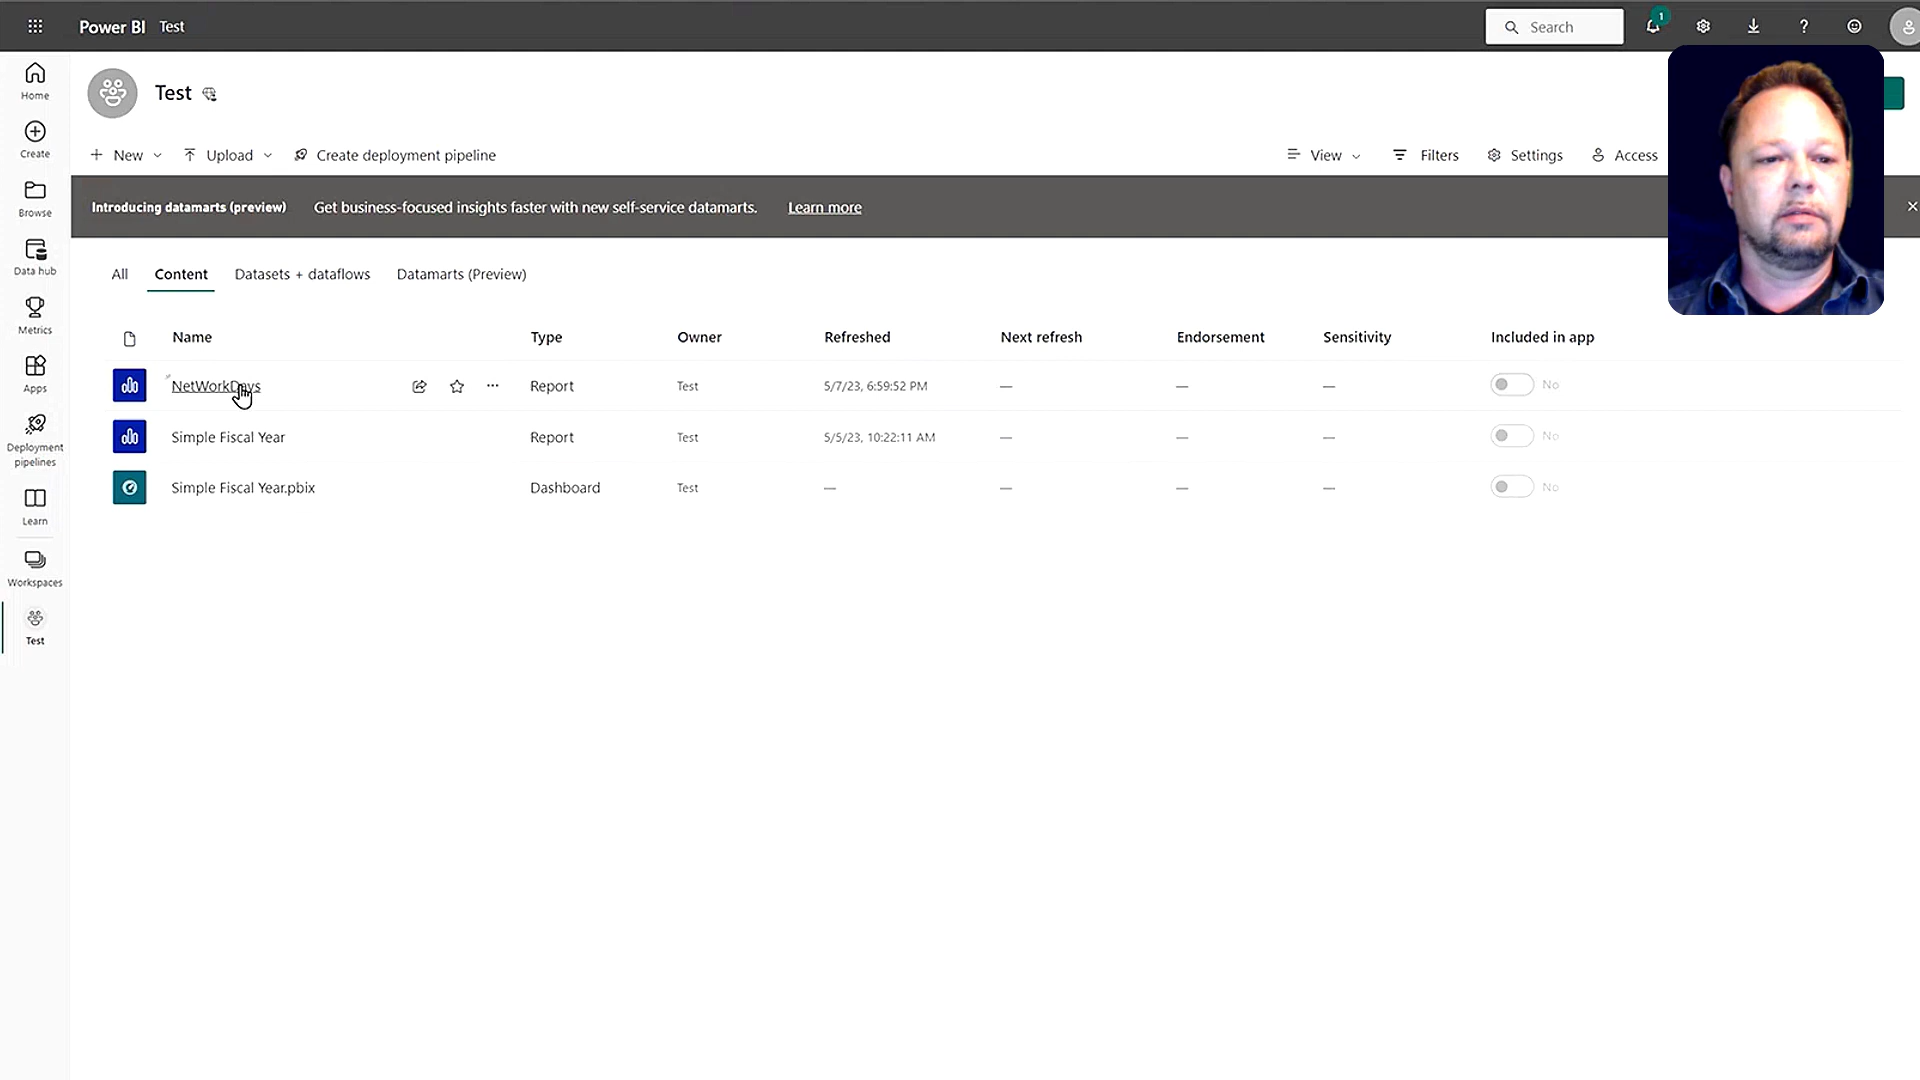 Power BI Test
Search
1
Home
Create
Browse
Data hub
Metrics
Apps
Deployment
pipelines
Learn
Workspaces
Test
Test
New Upload Create deployment pipeline View Filters Settings Access
Introducing datamarts (preview) Get business-focused insights faster with new self-service datamarts. Learn more
All Content Datasets + dataflows Datamarts (Preview)
Name Type Owner Refreshed Next refresh Endorsement Sensitivity Included in app
NetWorkDays Report Test 5/7/23, 6:59:52 PM — — — No
Simple Fiscal Year Report Test 5/5/23, 10:22:11 AM — — — No
Simple Fiscal Year.pbix Dashboard Test — — — — No